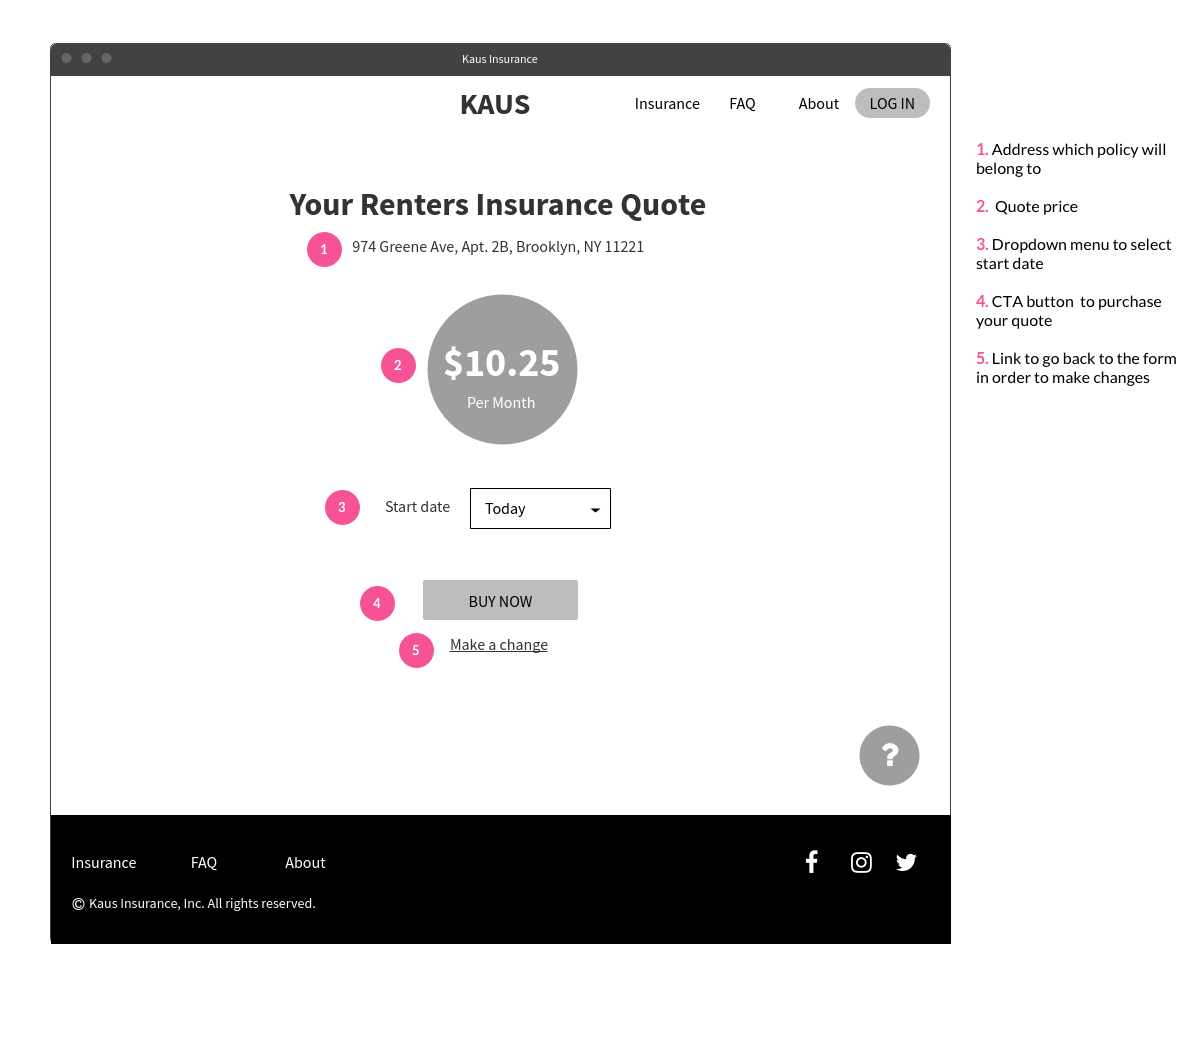 Kaus Insurance
KAUS
Insurance FAQ About LOG IN
Your Renters Insurance Quote
1 974 Greene Ave, Apt. 2B, Brooklyn, NY 11221
2 $10.25
Per Month
3 Start date Today
4 BUY NOW
5 Make a change
?
Insurance FAQ About
© Kaus Insurance, Inc. All rights reserved.
1. Address which policy will
belong to
2. Quote price
3. Dropdown menu to select
start date
4. CTA button to purchase
your quote
5. Link to go back to the form
in order to make changes